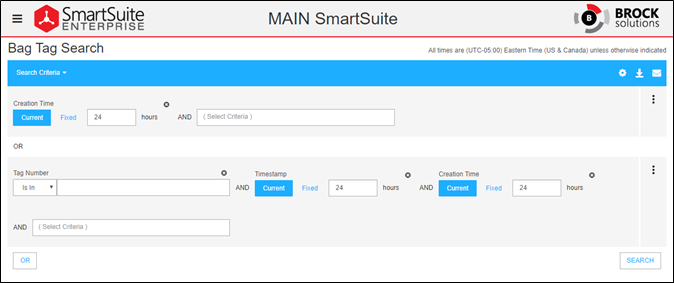 SmartSuite
ENTERPRISE
MAIN SmartSuite
B
BROCK
solutions
Bag Tag Search
All times are (UTC-05:00) Eastern Time (US & Canada) unless otherwise indicated
Search Criteria
Creation Time
Current Fixed 24 hours AND ( Select Criteria )
OR
Tag Number Timestamp Creation Time
Is In AND Current Fixed 24 hours AND Current Fixed 24 hours
AND ( Select Criteria )
OR SEARCH